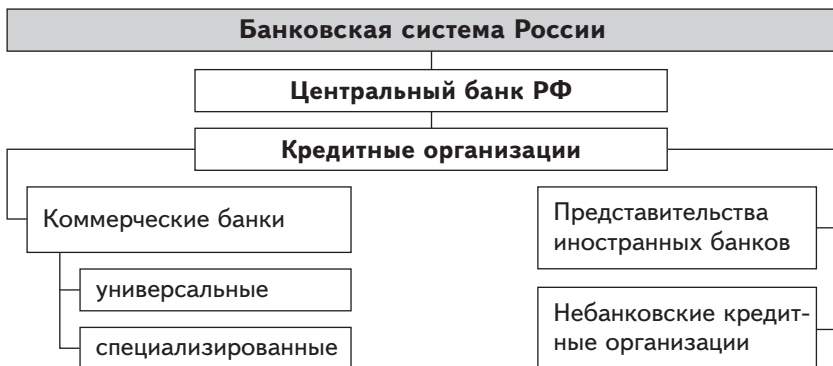 Банковская система России
Центральный банк РФ
Кредитные организации
Коммерческие банки
универсальные
специализированные
Представительства
иностранных банков
Небанковские кредит-
ные организации